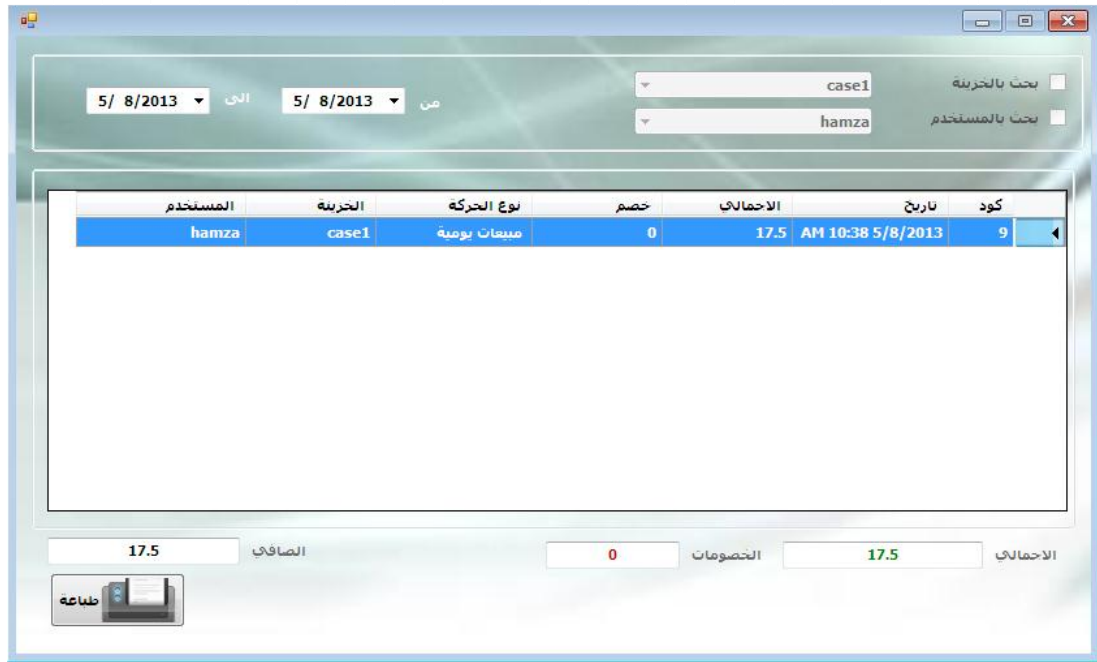 بحث بالخزينة case1 من 5/ 8/2013 الى 5/ 8/2013
بحث بالمستخدم hamza
كود تاريخ الاجمالي خصم نوع الحركة الخزينة المستخدم
9 AM 10:38 5/8/2013 17.5 0 مبيعات يومية case1 hamza
الاجمالي 17.5 الخصومات 0 الصافي 17.5
طباعة